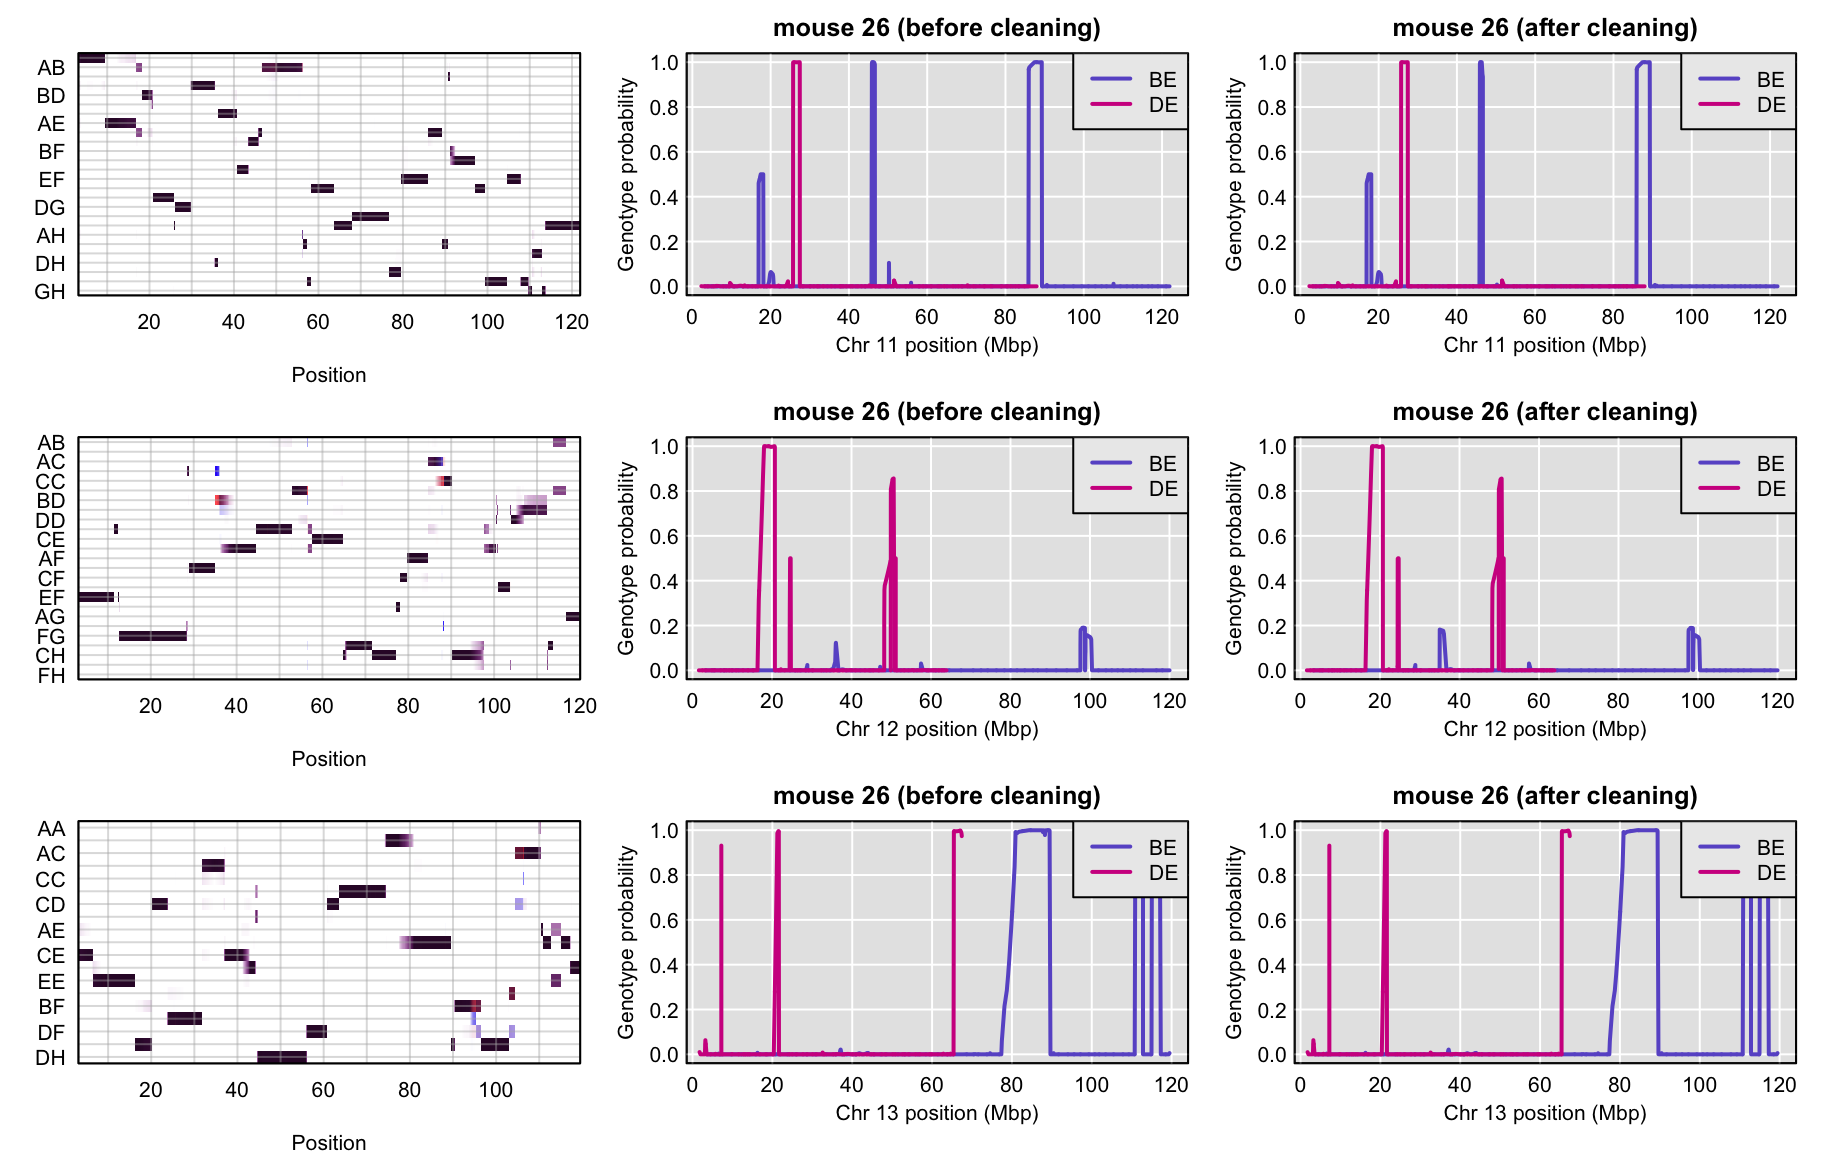 AB
BD
AE
BF
EF
DG
AH
DH
GH
20 40 60 80 100 120
Position
mouse 26 (before cleaning)
Genotype probability
1.0
0.8
0.6
0.4
0.2
0.0
BE
DE
0 20 40 60 80 100 120
Chr 11 position (Mbp)
mouse 26 (after cleaning)
Genotype probability
1.0
0.8
0.6
0.4
0.2
0.0
BE
DE
0 20 40 60 80 100 120
Chr 11 position (Mbp)
AB
AC
CC
BD
DD
CE
AF
CF
EF
AG
FG
CH
FH
20 40 60 80 100 120
Position
mouse 26 (before cleaning)
Genotype probability
1.0
0.8
0.6
0.4
0.2
0.0
BE
DE
0 20 40 60 80 100 120
Chr 12 position (Mbp)
mouse 26 (after cleaning)
Genotype probability
1.0
0.8
0.6
0.4
0.2
0.0
BE
DE
0 20 40 60 80 100 120
Chr 12 position (Mbp)
AA
AC
CC
CD
AE
CE
EE
BF
DF
DH
20 40 60 80 100
Position
mouse 26 (before cleaning)
Genotype probability
1.0
0.8
0.6
0.4
0.2
0.0
BE
DE
0 20 40 60 80 100 120
Chr 13 position (Mbp)
mouse 26 (after cleaning)
Genotype probability
1.0
0.8
0.6
0.4
0.2
0.0
BE
DE
0 20 40 60 80 100 120
Chr 13 position (Mbp)